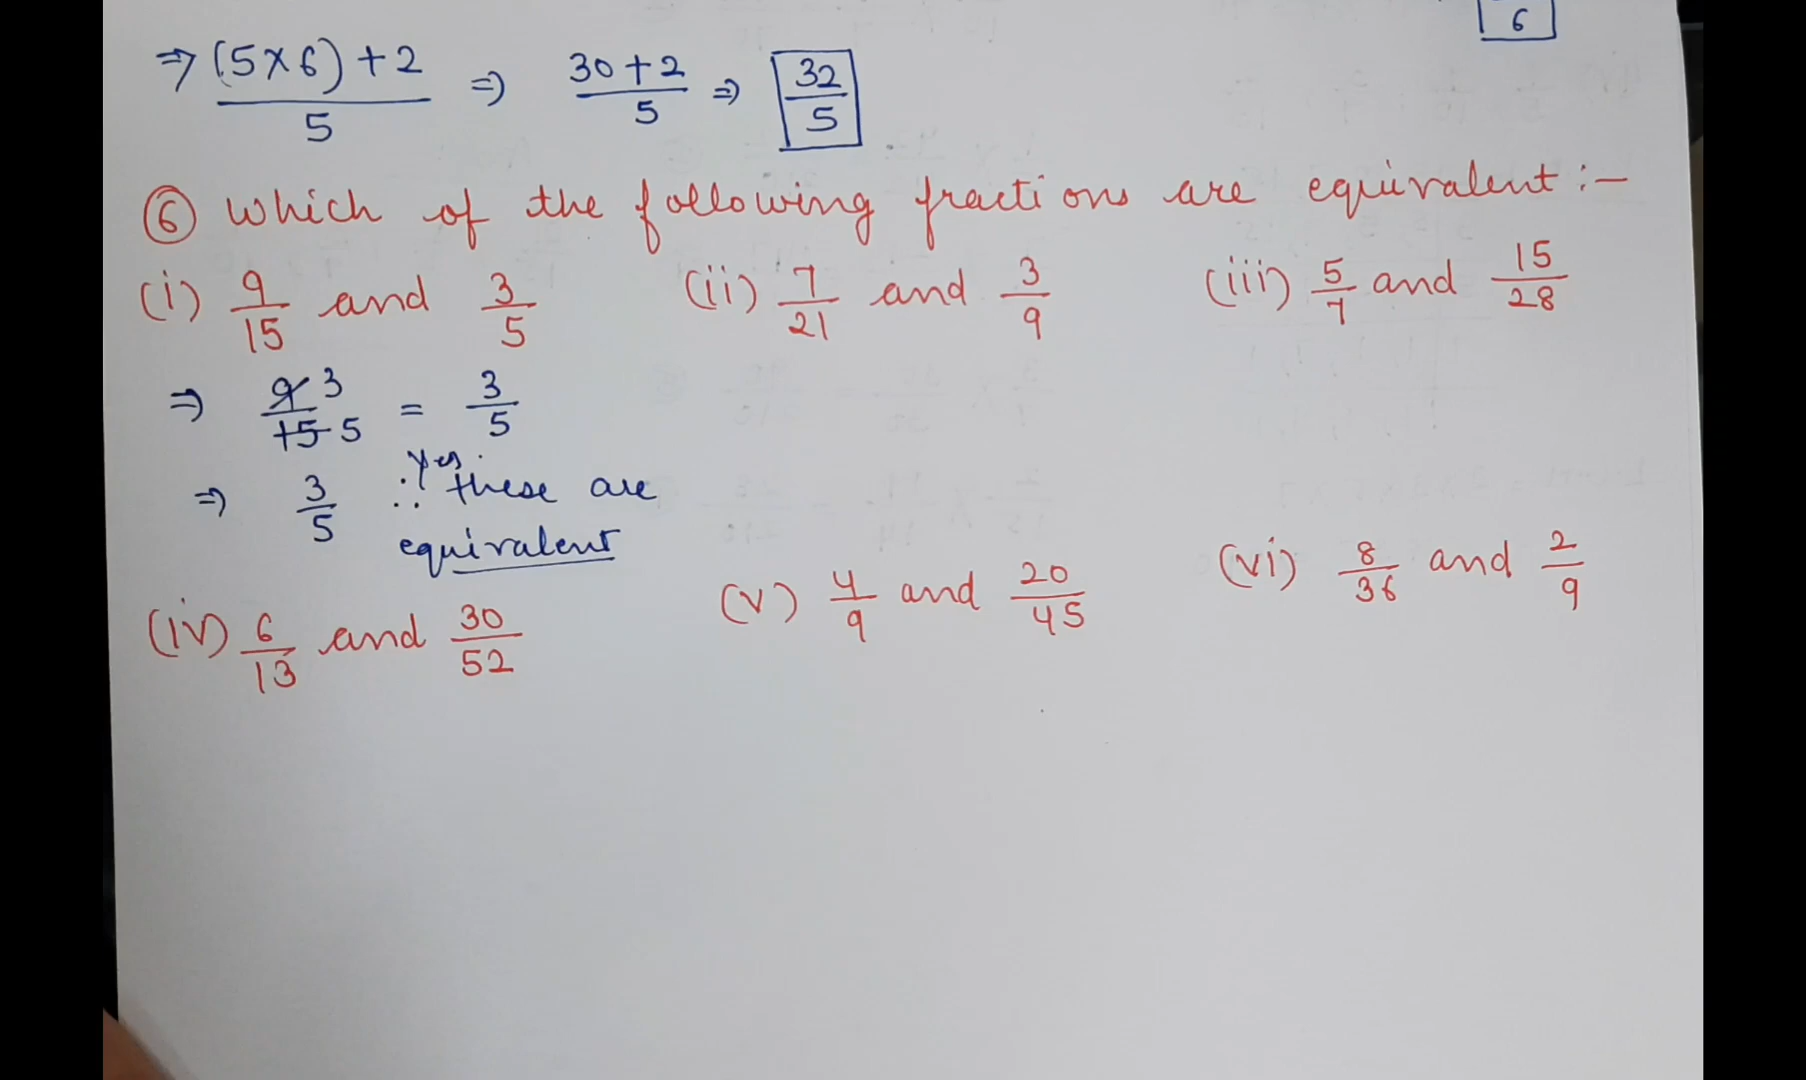 6
⇒ (5×6)+2/5 ⇒ 30+2/5 ⇒ 32/5
⑥ Which of the following fractions are equivalent :-
(i) 9/15 and 3/5 (ii) 7/21 and 3/9 (iii) 5/7 and 15/28
⇒ 9 3/15 5 = 3/5
⇒ 3/5 ∴ Yes these are
equivalent
(iv) 6/13 and 30/52 (v) 4/9 and 20/45 (vi) 8/36 and 2/9